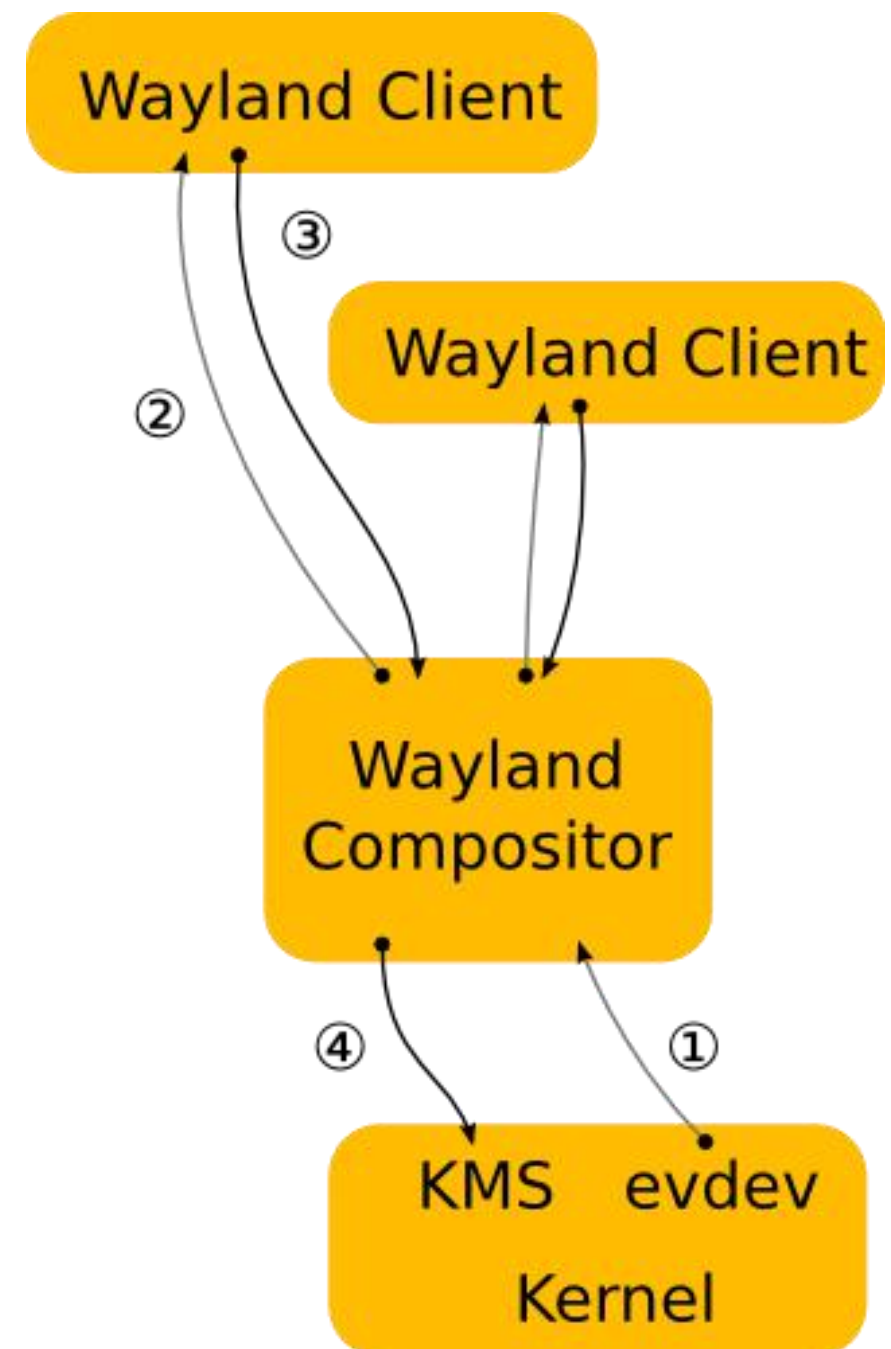 Wayland Client
③
Wayland Client
②
Wayland
Compositor
④
①
KMS evdev
Kernel